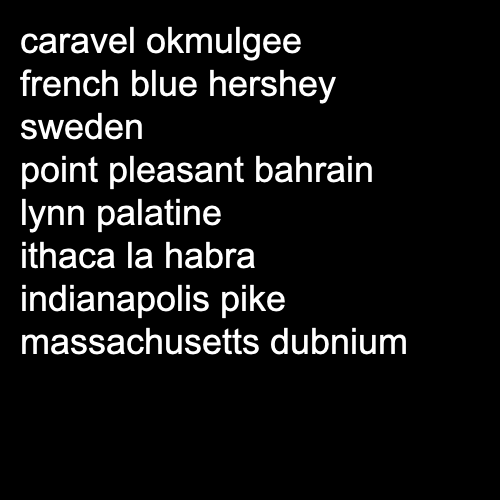 caravel okmulgee
french blue hershey
sweden
point pleasant bahrain
lynn palatine
ithaca la habra
indianapolis pike
massachusetts dubnium